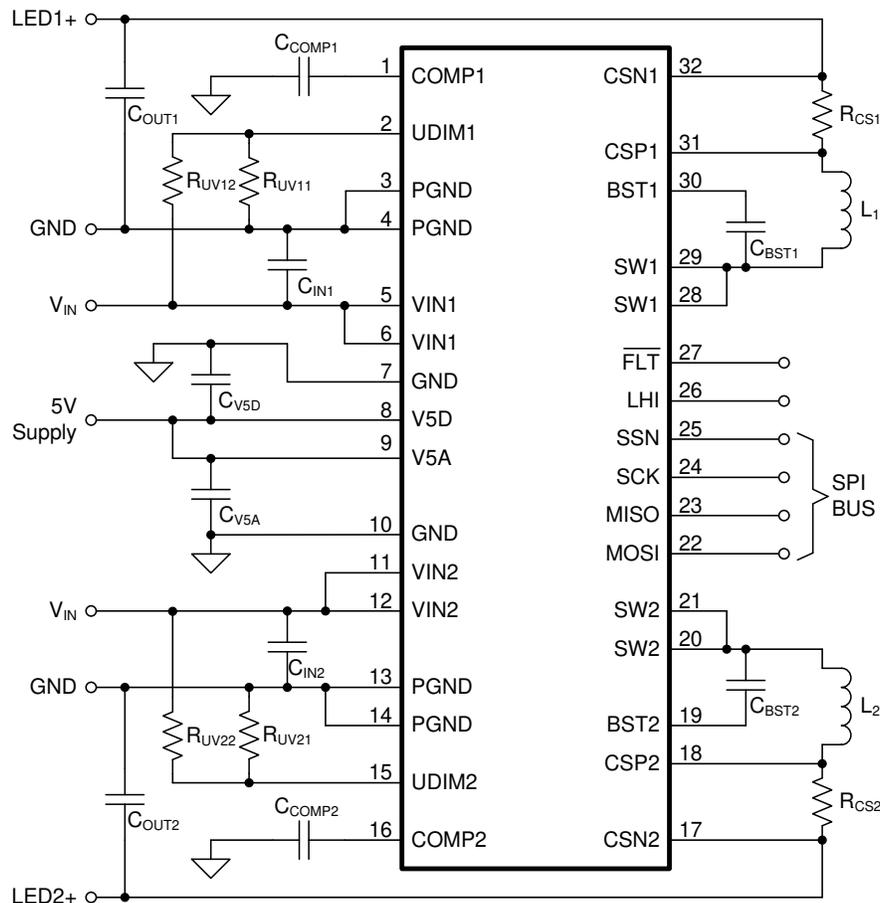 LED1+
C_COMP1
1 COMP1 CSN1 32
C_OUT1
R_CS1
2 UDIM1
CSP1 31
R_UV12 R_UV11
3 PGND BST1 30
L1
GND 4 PGND
C_BST1
C_IN1
SW1 29
V_IN 5 VIN1 SW1 28
6 VIN1
FLT 27
7 GND
C_V5D
LHI 26
5V
Supply
8 V5D
SSN 25
9 V5A
SCK 24
SPI
BUS
C_V5A
MISO 23
10 GND
MOSI 22
11 VIN2
V_IN 12 VIN2 SW2 21
SW2 20
C_IN2
GND 13 PGND
C_BST2
L2
14 PGND BST2 19
R_UV22 R_UV21
CSP2 18
15 UDIM2
R_CS2
C_OUT2
C_COMP2
16 COMP2 CSN2 17
LED2+